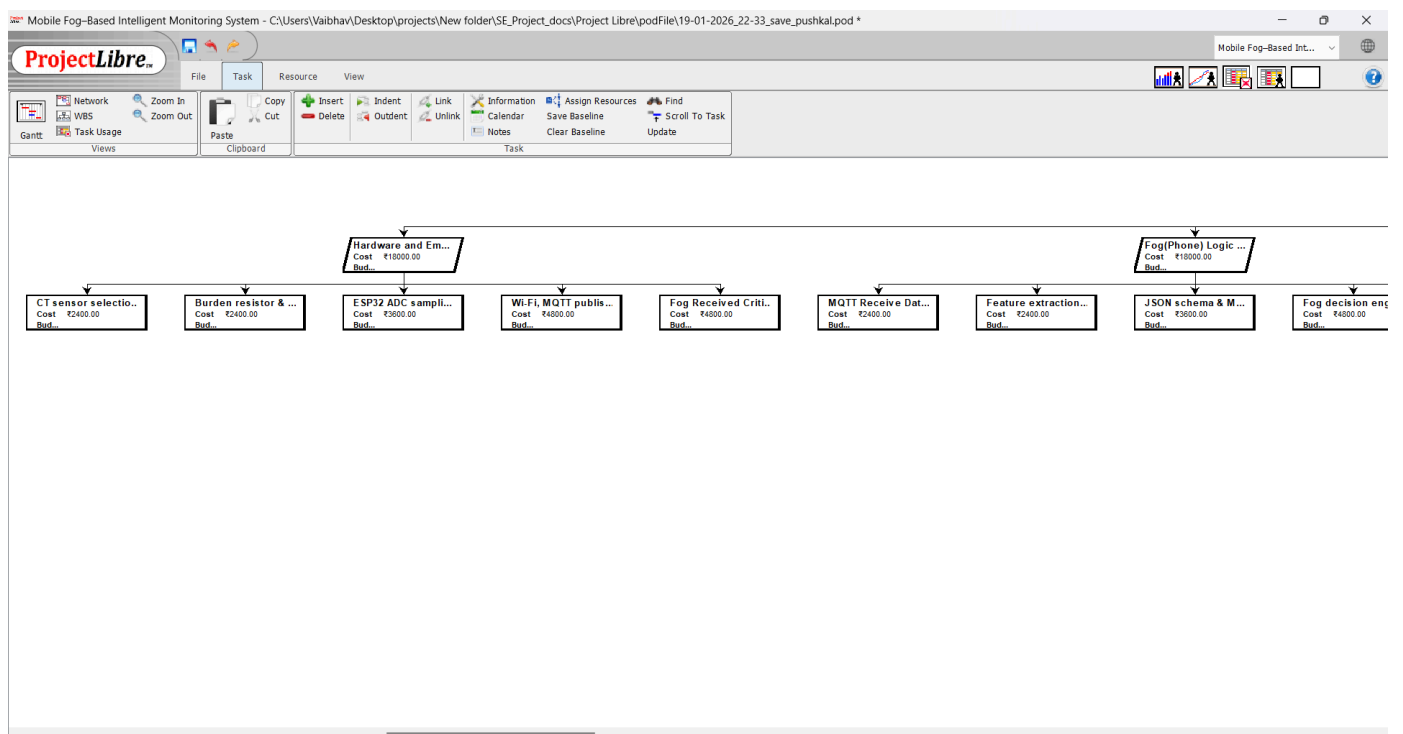 Mobile Fog–Based Intelligent Monitoring System - C:\Users\Vaibhav\Desktop\projects\New folder\SE_Project_docs\Project Libre\podFile\19-01-2026_22-33_save_pushkal.pod *
ProjectLibre™
Mobile Fog–Based Int...
File Task Resource View
Gantt
Network
WBS
Task Usage
Zoom In
Zoom Out
Views
Paste
Copy
Cut
Clipboard
Insert
Delete
Indent
Outdent
Link
Unlink
Information
Calendar
Notes
Assign Resources
Save Baseline
Clear Baseline
Find
Scroll To Task
Update
Task
Hardware and Em...
Cost ₹18000.00
Bud...
Fog(Phone) Logic ...
Cost ₹18000.00
Bud...
CT sensor selectio..
Cost ₹2400.00
Bud...
Burden resistor & ...
Cost ₹2400.00
Bud...
ESP32 ADC sampli...
Cost ₹3600.00
Bud...
Wi-Fi, MQTT publis...
Cost ₹4800.00
Bud...
Fog Received Criti..
Cost ₹4800.00
Bud...
MQTT Receive Dat...
Cost ₹2400.00
Bud...
Feature extraction...
Cost ₹2400.00
Bud...
JSON schema & M...
Cost ₹3600.00
Bud...
Fog decision eng
Cost ₹4800.00
Bud...